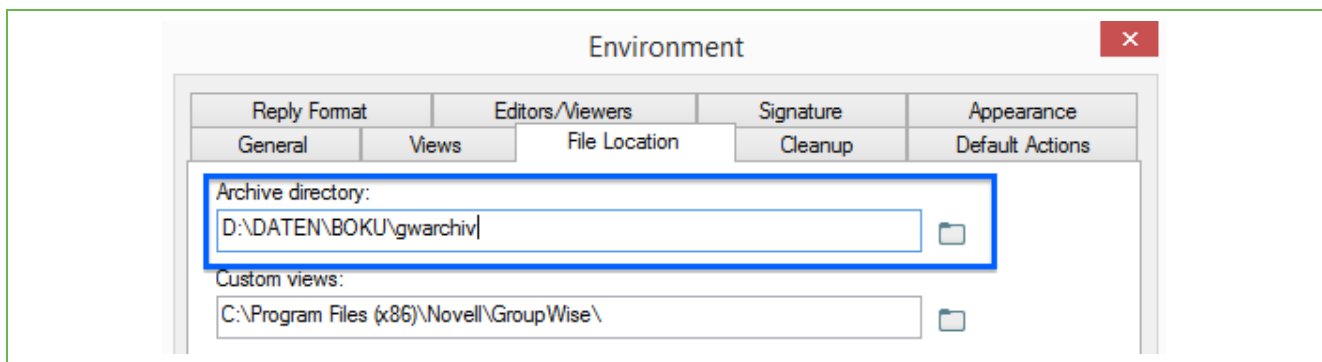 Environment
Reply Format Editors/Viewers Signature Appearance
General Views File Location Cleanup Default Actions
Archive directory:
D:\DATEN\BOKU\gwarchiv
Custom views:
C:\Program Files (x86)\Novell\GroupWise\